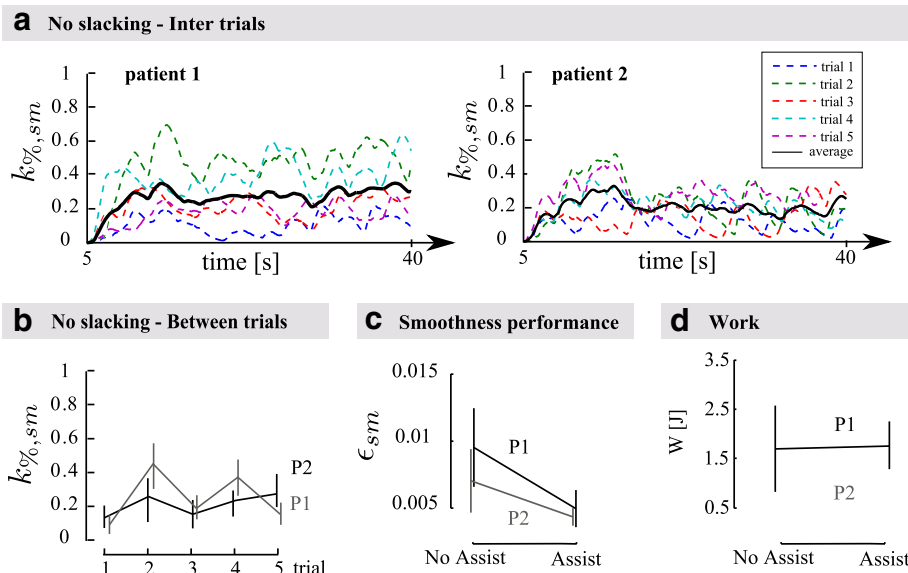 a No slacking - Inter trials
patient 1
1
0.8
0.6
0.4
0.2
0
k%,sm
5
time [s]
40
patient 2
1
0.8
0.6
0.4
0.2
0
k%,sm
5
time [s]
40
trial 1
trial 2
trial 3
trial 4
trial 5
average
b No slacking - Between trials
1
0.8
0.6
0.4
0.2
0
k%,sm
P2
P1
1 2 3 4 5 trial
c Smoothness performance
0.015
0.01
0.005
ϵsm
P1
P2
No Assist Assist
d Work
3.5
2.5
1.5
0.5
W [J]
P1
P2
No Assist Assist